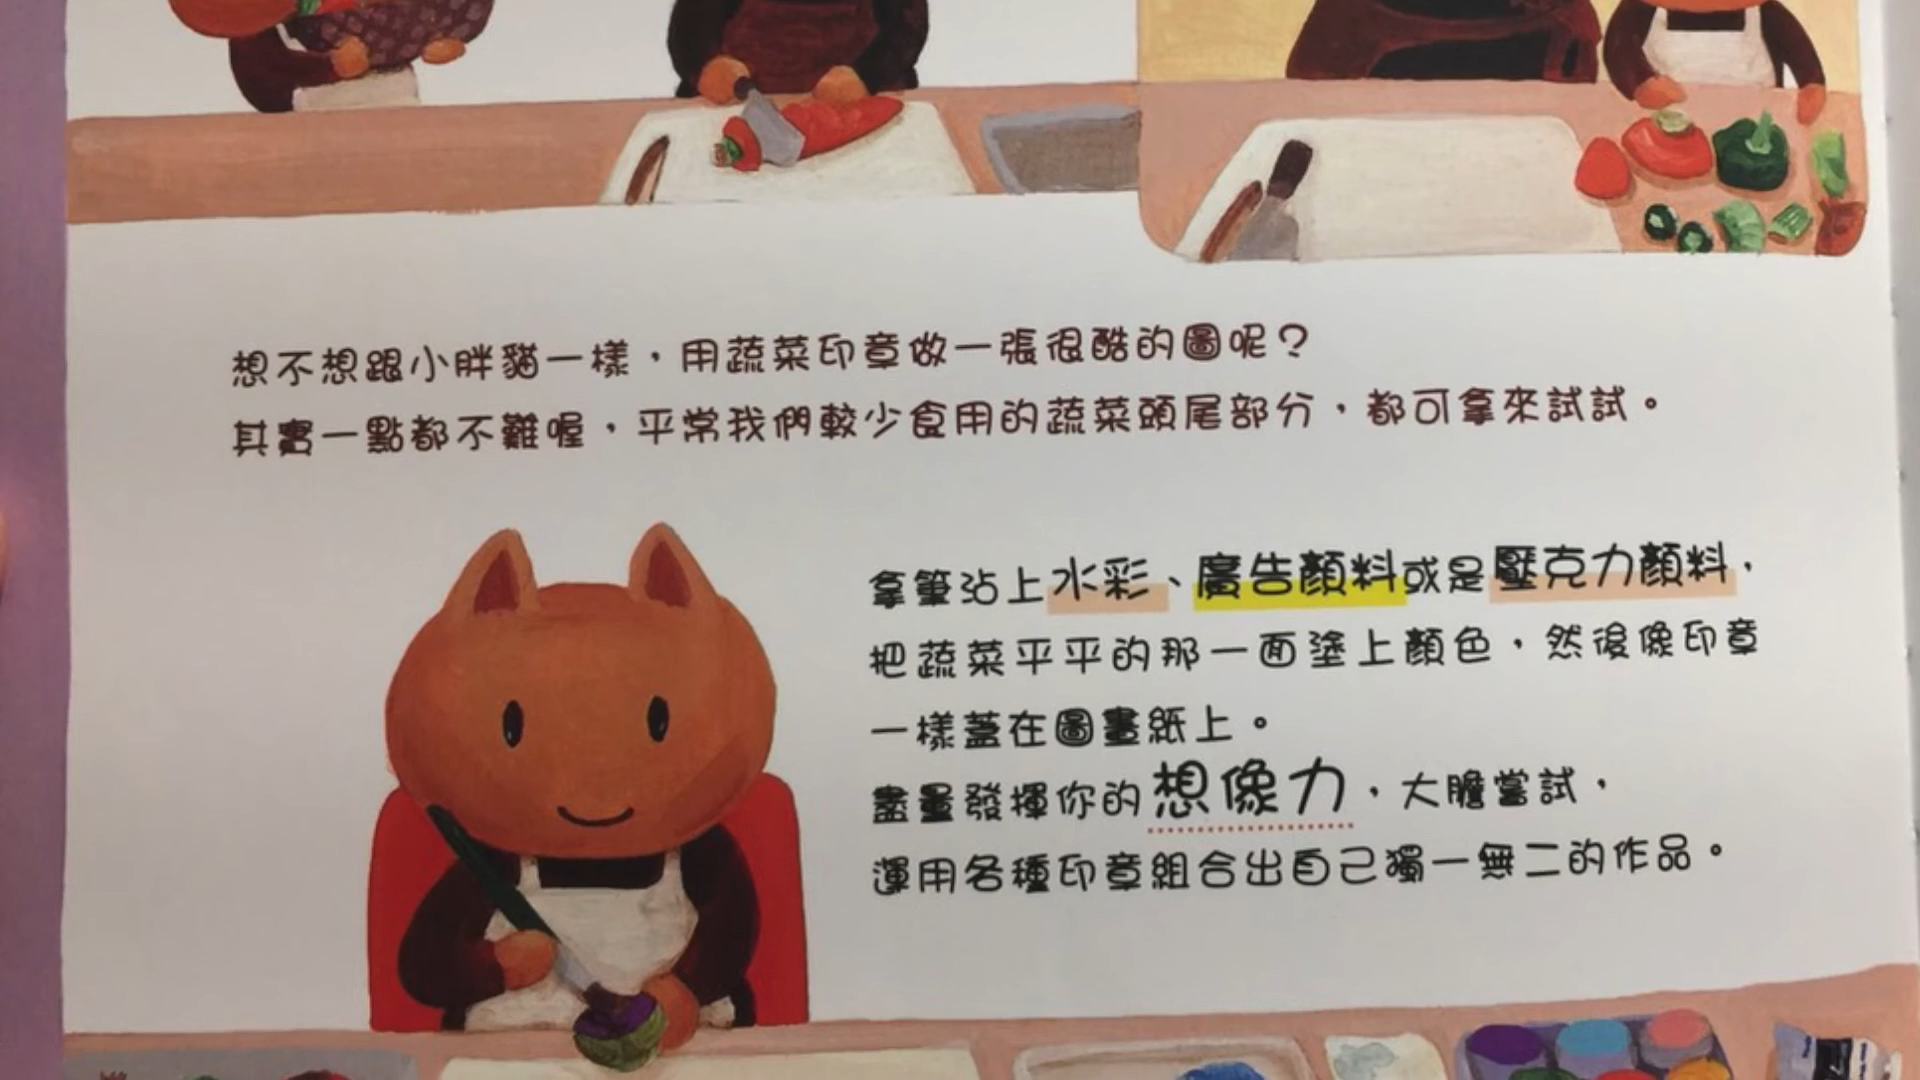 想不想跟小胖貓一樣，用蔬菜印章做一張很酷的圖呢？
其實一點都不難喔，平常我們較少食用的蔬菜頭尾部分，都可拿來試試。
拿筆沾上水彩、廣告顏料或是壓克力顏料，
把蔬菜平平的那一面塗上顏色，然後像印章
一樣蓋在圖畫紙上。
盡量發揮你的想像力，大膽嘗試，
運用各種印章組合出自己獨一無二的作品。